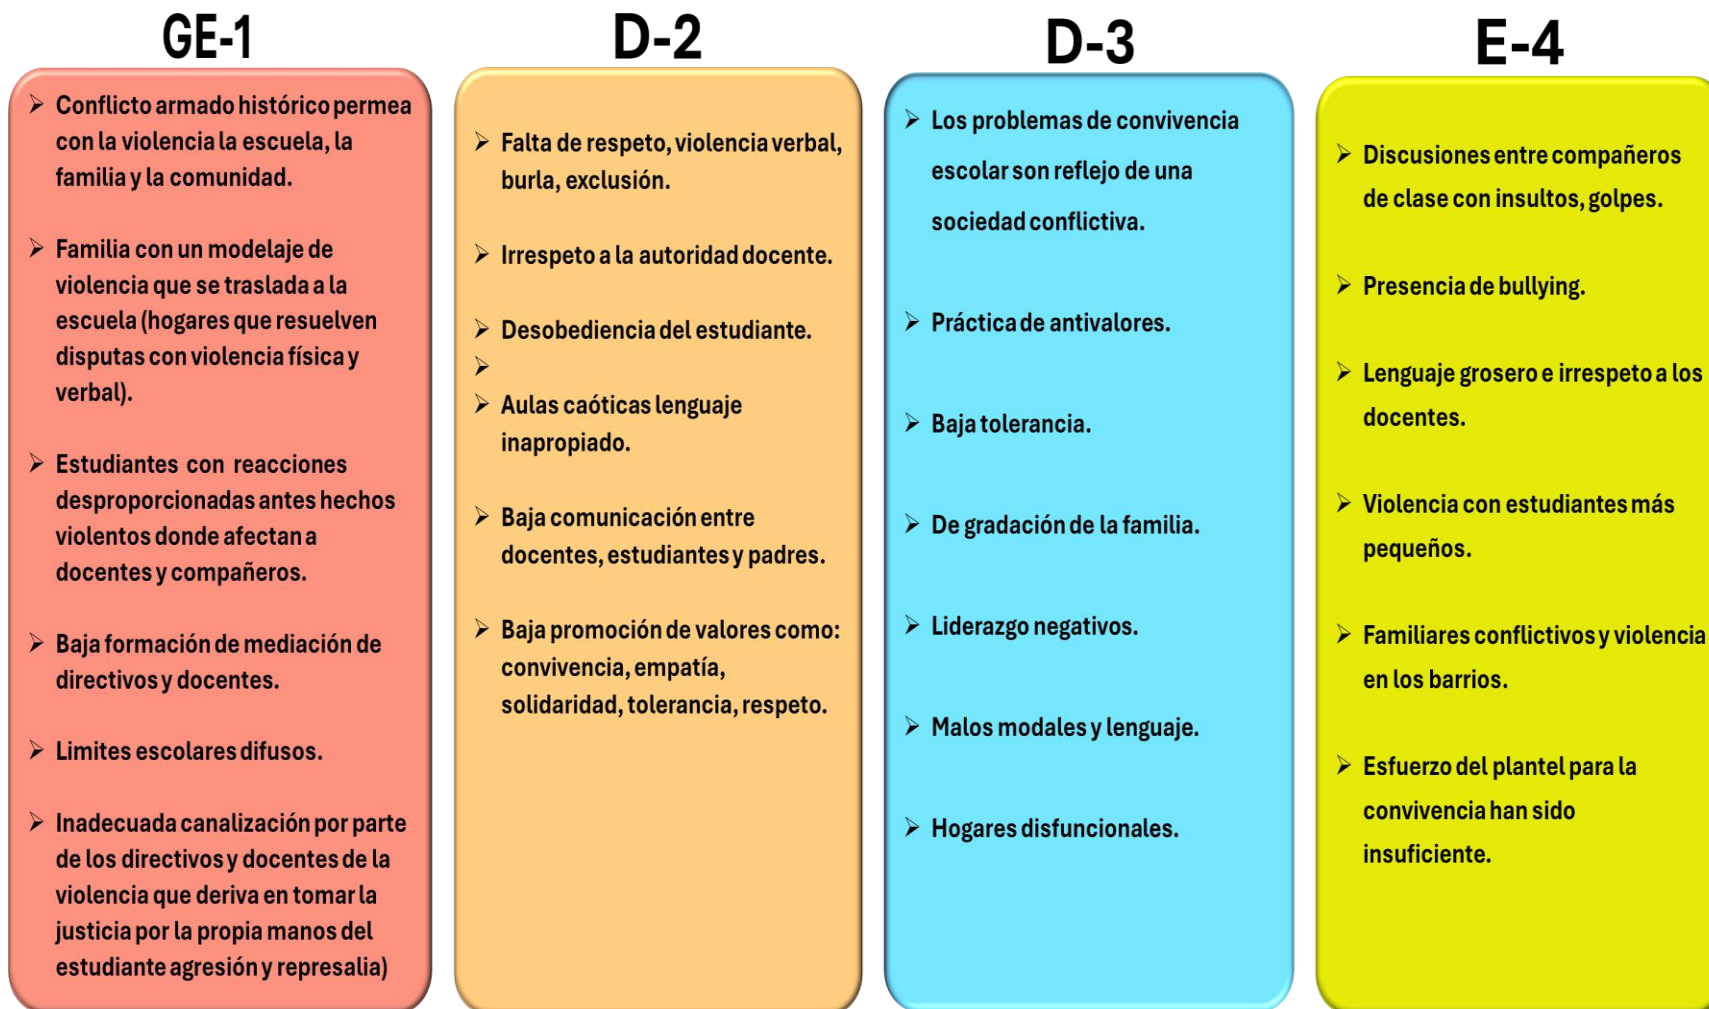 GE-1
➢ Conflicto armado histórico permea
con la violencia la escuela, la
familia y la comunidad.
➢ Familia con un modelaje de
violencia que se traslada a la
escuela (hogares que resuelven
disputas con violencia física y
verbal).
➢ Estudiantes con reacciones
desproporcionadas antes hechos
violentos donde afectan a
docentes y compañeros.
➢ Baja formación de mediación de
directivos y docentes.
➢ Limites escolares difusos.
➢ Inadecuada canalización por parte
de los directivos y docentes de la
violencia que deriva en tomar la
justicia por la propia manos del
estudiante agresión y represalia)
D-2
➢ Falta de respeto, violencia verbal,
burla, exclusión.
➢ Irrespeto a la autoridad docente.
➢ Desobediencia del estudiante.
➢
➢ Aulas caóticas lenguaje
inapropiado.
➢ Baja comunicación entre
docentes, estudiantes y padres.
➢ Baja promoción de valores como:
convivencia, empatía,
solidaridad, tolerancia, respeto.
D-3
➢ Los problemas de convivencia
escolar son reflejo de una
sociedad conflictiva.
➢ Práctica de antivalores.
➢ Baja tolerancia.
➢ De gradación de la familia.
➢ Liderazgo negativos.
➢ Malos modales y lenguaje.
➢ Hogares disfuncionales.
E-4
➢ Discusiones entre compañeros
de clase con insultos, golpes.
➢ Presencia de bullying.
➢ Lenguaje grosero e irrespeto a los
docentes.
➢ Violencia con estudiantes más
pequeños.
➢ Familiares conflictivos y violencia
en los barrios.
➢ Esfuerzo del plantel para la
convivencia han sido
insuficiente.